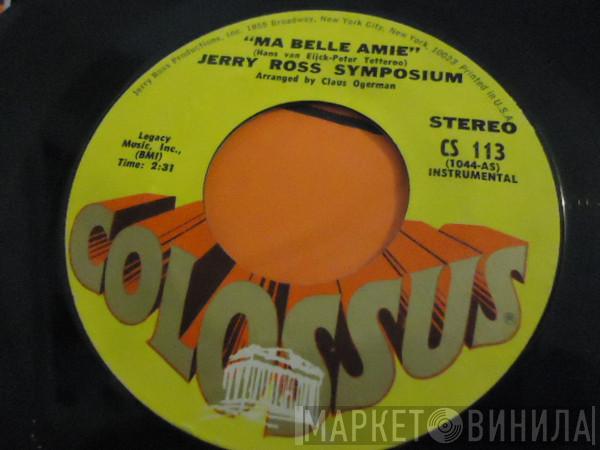 Jerry Ross Productions, Inc. 1855 Broadway, New York City, New York, 10023 Printed in U.S.A.
"MA BELLE AMIE"
(Hans van Eijck-Peter Tetteroo)
JERRY ROSS SYMPOSIUM
Arranged by Claus Ogerman
STEREO
CS 113
(1044-AS)
INSTRUMENTAL
Legacy
Music, Inc.,
(BMI)
Time: 2:31
COLOSSUS®
МАРКЕТ ВИНИЛА